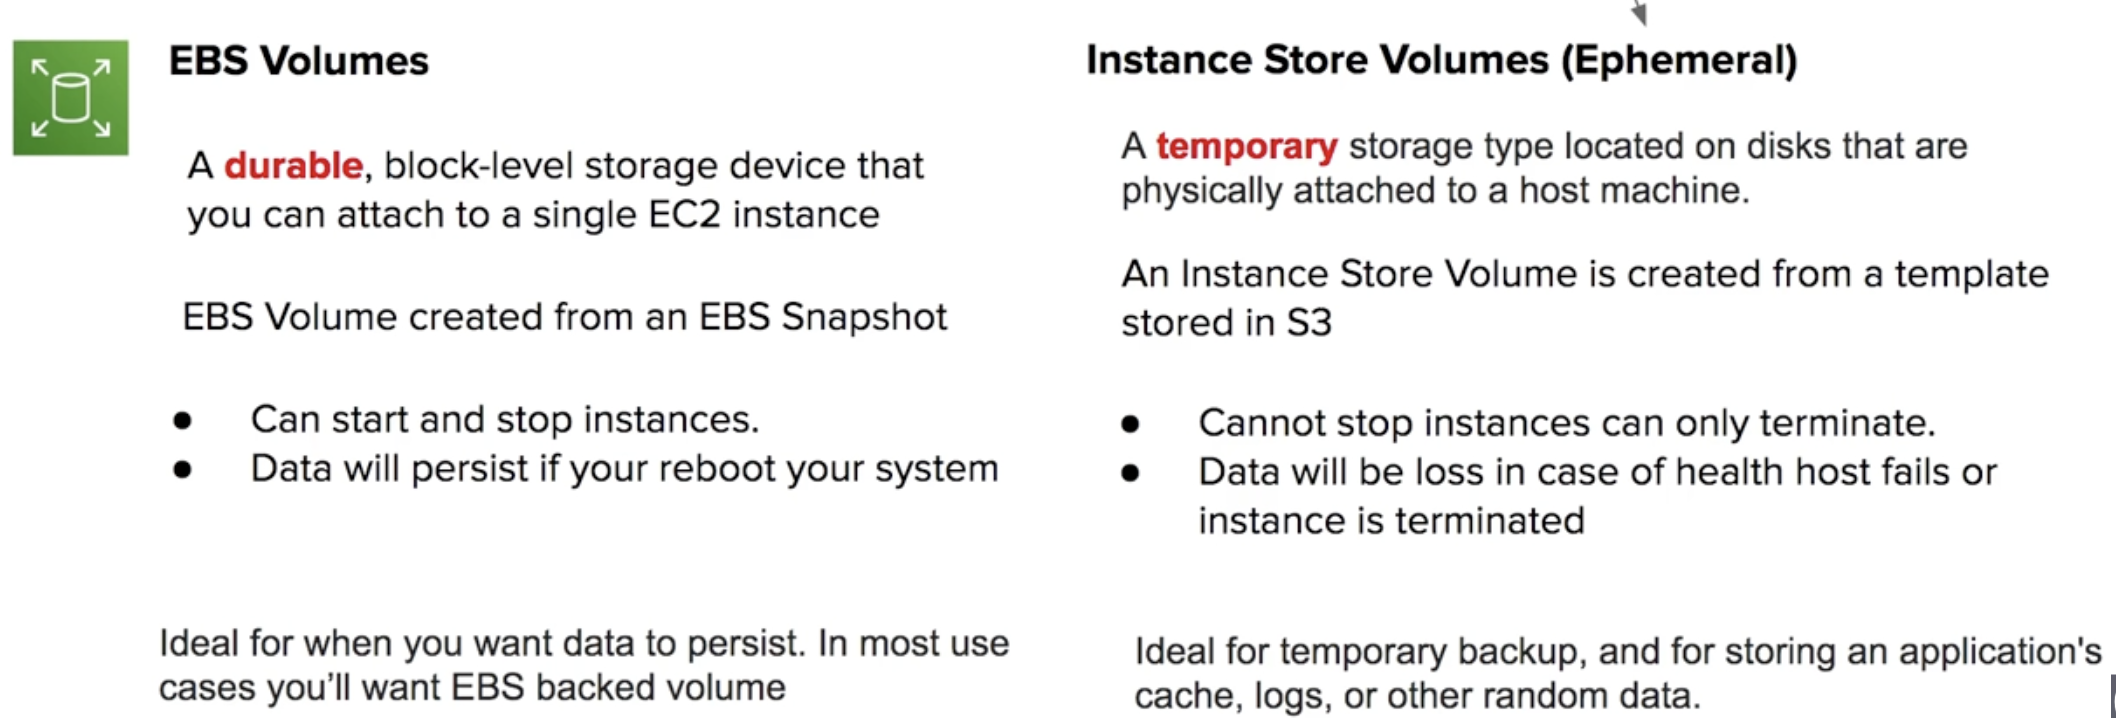 EBS Volumes
A durable, block-level storage device that
you can attach to a single EC2 instance
EBS Volume created from an EBS Snapshot
● Can start and stop instances.
● Data will persist if your reboot your system
Ideal for when you want data to persist. In most use
cases you'll want EBS backed volume
Instance Store Volumes (Ephemeral)
A temporary storage type located on disks that are
physically attached to a host machine.
An Instance Store Volume is created from a template
stored in S3
● Cannot stop instances can only terminate.
● Data will be loss in case of health host fails or
instance is terminated
Ideal for temporary backup, and for storing an application's
cache, logs, or other random data.